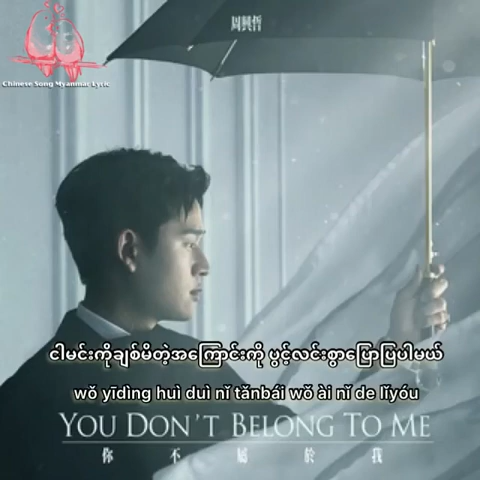 周興哲
Chinese Song Myanmar Lyric
ငါမင်းကိုချစ်မိတဲ့အကြောင်းကို ပွင့်လင်းစွာပြောပြပါမယ်
wǒ yīdìng huì duì nǐ tǎnbái wǒ ài nǐ de lǐyóu
YOU DON'T BELONG TO ME
你不屬於我